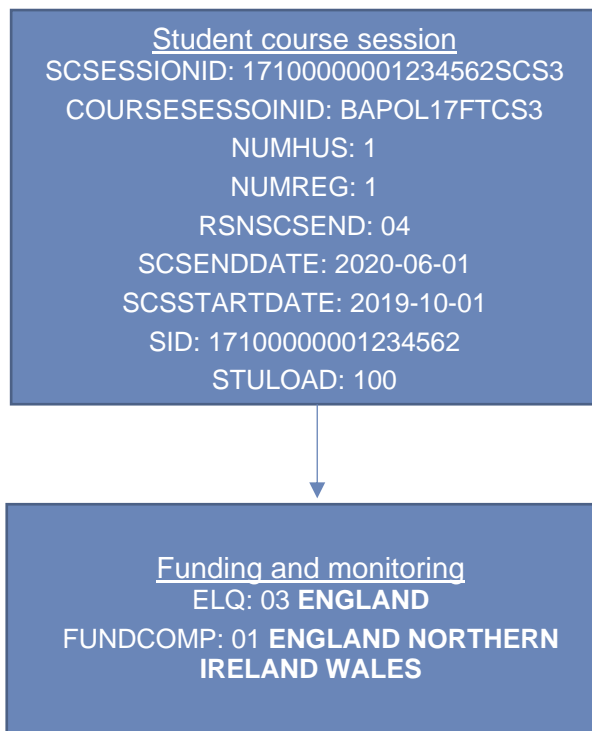 Student course session
SCSESSIONID: 17100000001234562SCS3
COURSESESSOINID: BAPOL17FTCS3
NUMHUS: 1
NUMREG: 1
RSNSCSEND: 04
SCSENDDATE: 2020-06-01
SCSSTARTDATE: 2019-10-01
SID: 17100000001234562
STULOAD: 100
Funding and monitoring
ELQ: 03 ENGLAND
FUNDCOMP: 01 ENGLAND NORTHERN
IRELAND WALES